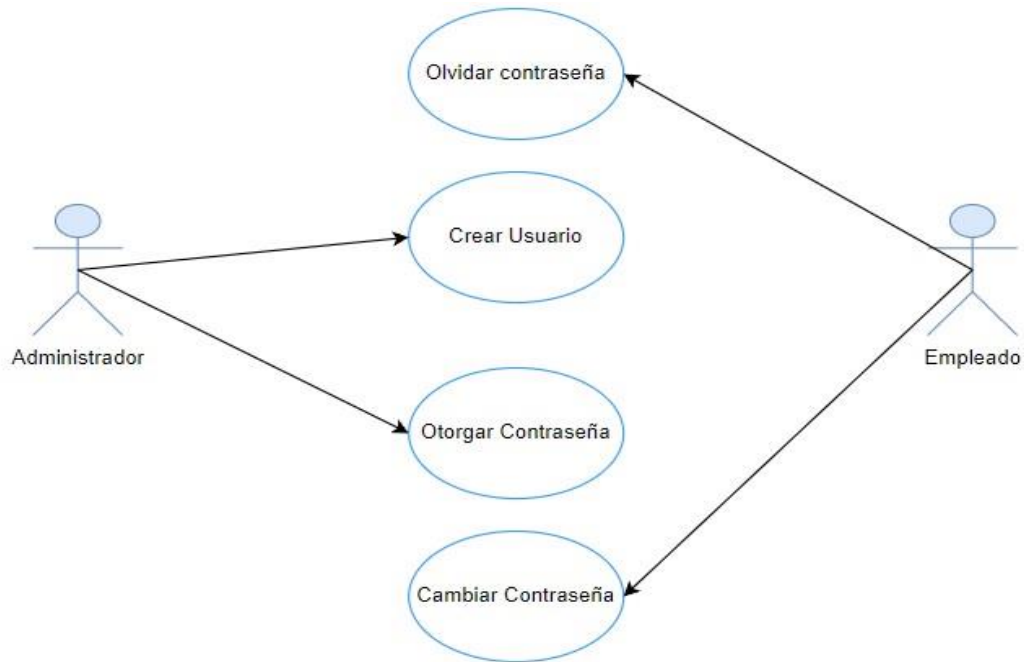 Olvidar contraseña
Crear Usuario
Administrador
Empleado
Otorgar Contraseña
Cambiar Contraseña